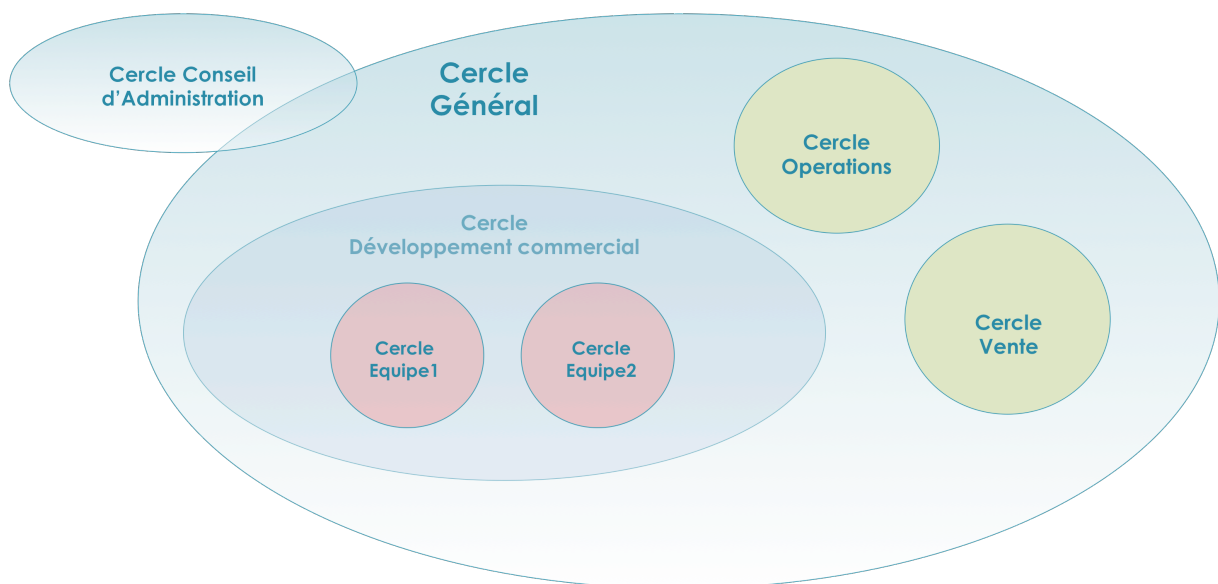 Cercle Conseil
d’Administration
Cercle
Général
Cercle
Operations
Cercle
Développement commercial
Cercle
Vente
Cercle
Equipe1
Cercle
Equipe2